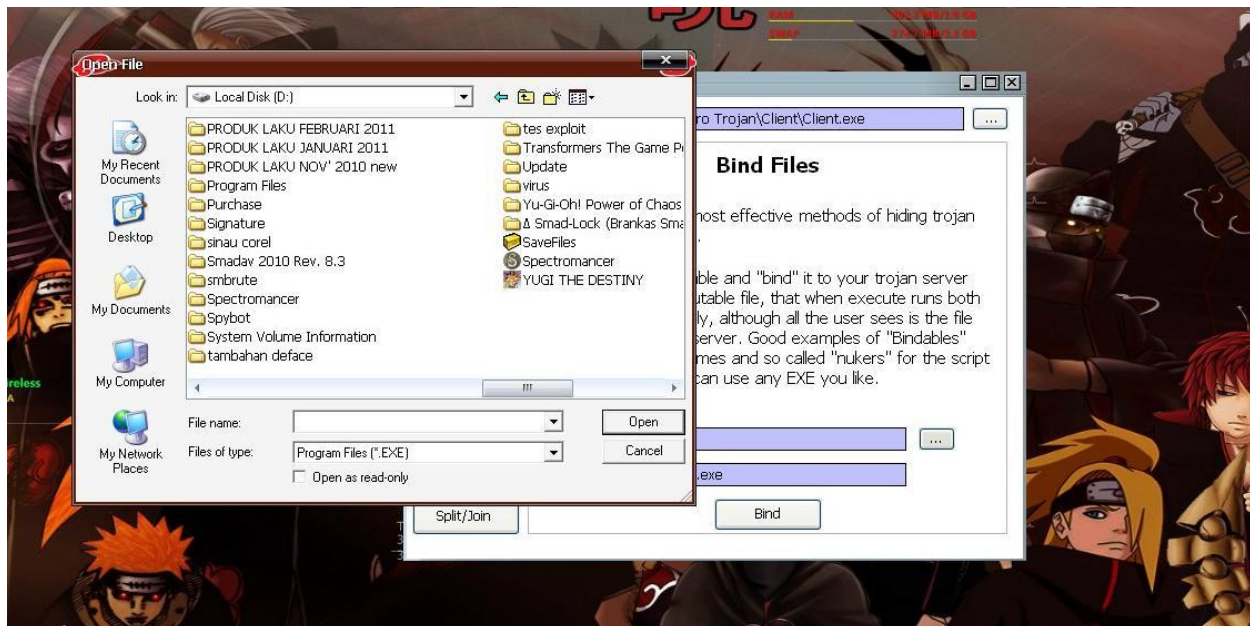 RAM
SWAP
Open File
Look in:
Local Disk (D:)
My Recent
Documents
Desktop
My Documents
My Computer
My Network
Places
PRODUK LAKU FEBRUARI 2011
PRODUK LAKU JANUARI 2011
PRODUK LAKU NOV' 2010 new
Program Files
Purchase
Signature
sinau corel
Smadav 2010 Rev. 8.3
smbrute
Spectromancer
Spybot
System Volume Information
tambahan deface
tes exploit
Transformers The Game
Update
virus
Yu-Gi-Oh! Power of Chaos
Δ Smad-Lock (Brankas Sma
SaveFiles
Spectromancer
YUGI THE DESTINY
File name:
Open
Files of type:
Program Files (*.EXE)
Cancel
Open as read-only
ro Trojan\Client\Client.exe
...
Bind Files
most effective methods of hiding trojan
able and "bind" it to your trojan server
utable file, that when execute runs both
ly, although all the user sees is the file
server. Good examples of "Bindables"
mes and so called "nukers" for the script
can use any EXE you like.
...
.exe
Split/Join
Bind
reless